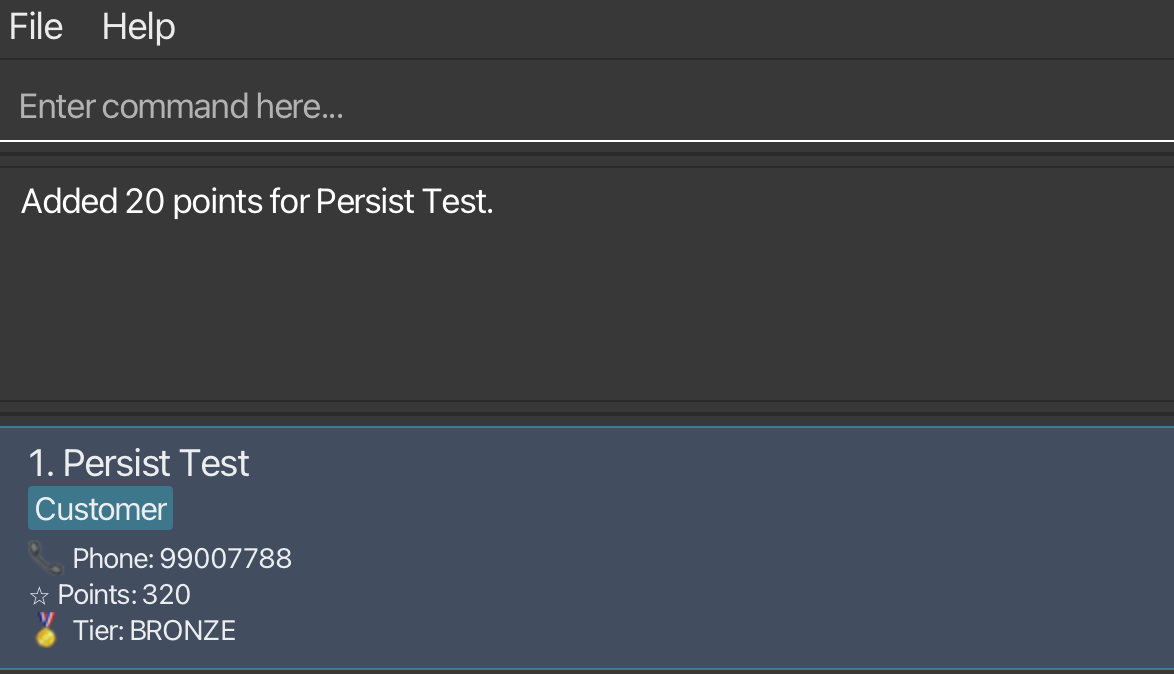 File Help
Enter command here...
Added 20 points for Persist Test.
1. Persist Test
Customer
Phone: 99007788
Points: 320
Tier: BRONZE